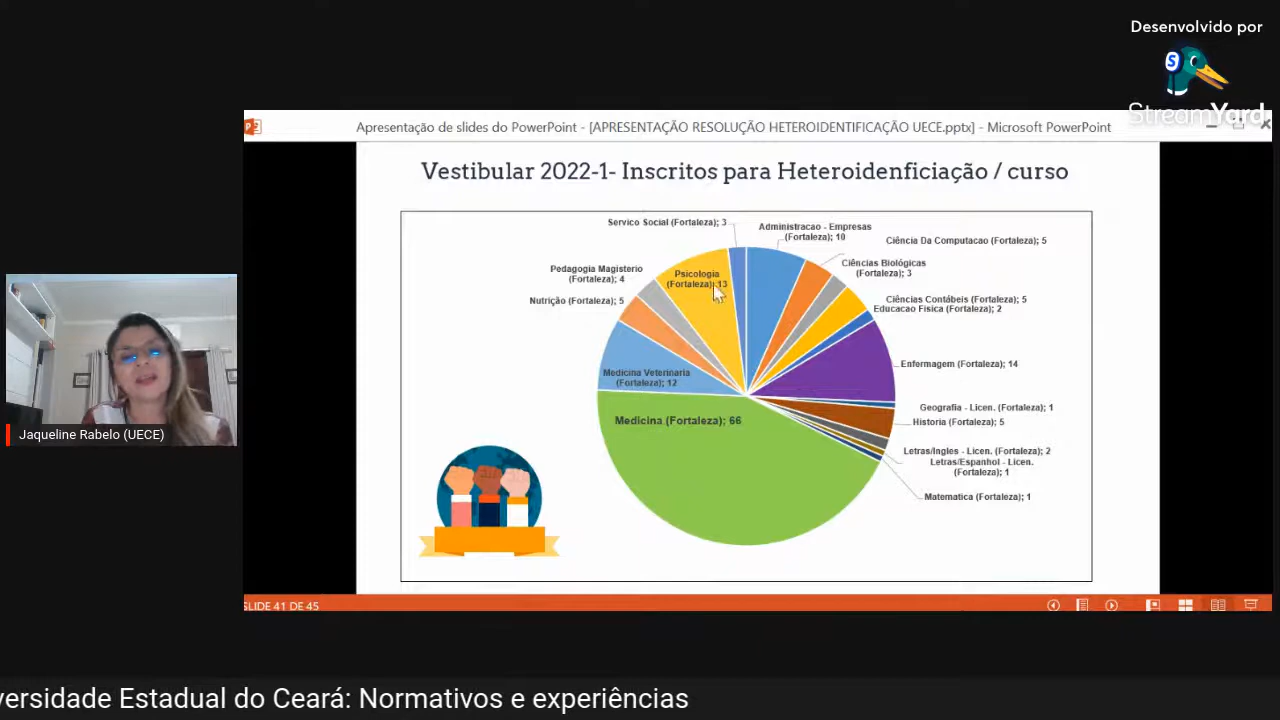 Desenvolvido por
StreamYard
Apresentação de slides do PowerPoint - [APRESENTAÇÃO RESOLUÇÃO HETEROIDENTIFICAÇÃO UECE.pptx] - Microsoft PowerPoint
Vestibular 2022-1- Inscritos para Heteroidenficiação / curso
Servico Social (Fortaleza); 3
Administracao - Empresas
(Fortaleza); 10
Ciência Da Computacao (Fortaleza); 5
Ciências Biológicas
(Fortaleza); 3
Ciências Contábeis (Fortaleza); 5
Educacao Fisica (Fortaleza); 2
Enfermagem (Fortaleza); 14
Geografia - Licen. (Fortaleza); 1
Historia (Fortaleza); 5
Letras/Ingles - Licen. (Fortaleza); 2
Letras/Espanhol - Licen.
(Fortaleza); 1
Matematica (Fortaleza); 1
Medicina (Fortaleza); 66
Medicina Veterinaria
(Fortaleza); 12
Nutrição (Fortaleza); 5
Pedagogia Magisterio
(Fortaleza); 4
Psicologia
(Fortaleza); 13
Jaqueline Rabelo (UECE)
SLIDE 41 DE 45
versidade Estadual do Ceará: Normativos e experiências